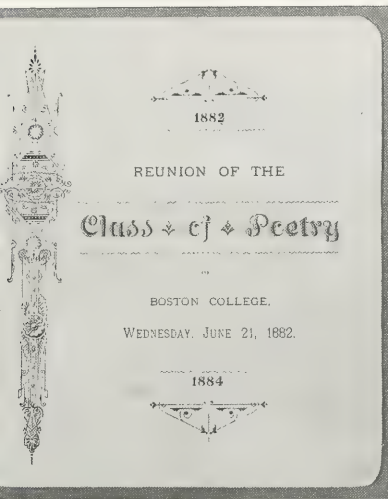 1882
REUNION OF THE
Class of Poetry
BOSTON COLLEGE,
WEDNESDAY, JUNE 21, 1882.
1884